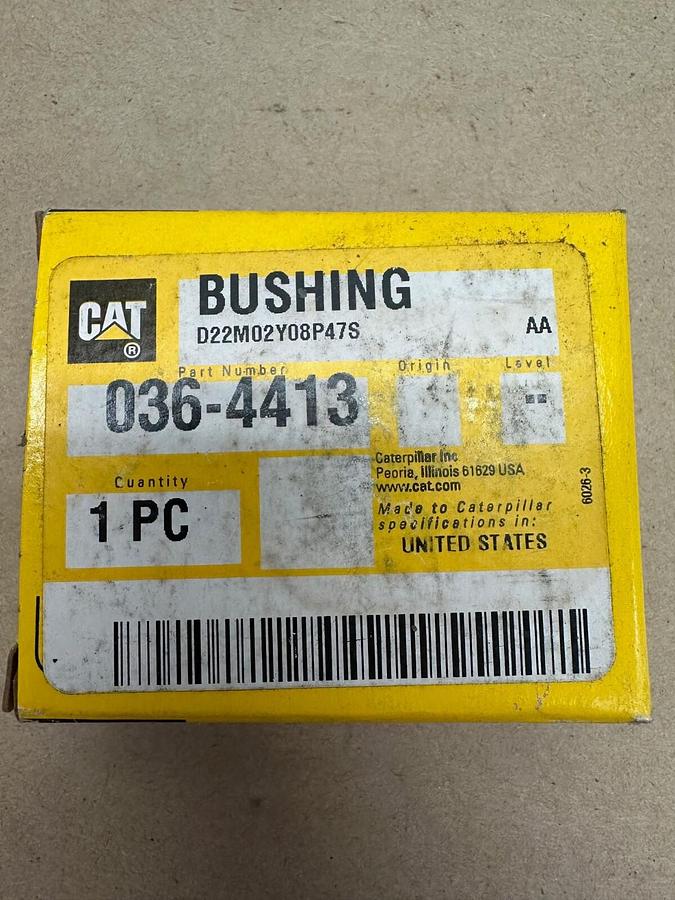 CAT
®
BUSHING
D22M02Y08P47S
AA
Part Number
Origin
Level
036-4413
--
Caterpillar Inc
Peoria, Illinois 61629 USA
www.cat.com
Quantity
1 PC
Made to Caterpillar
specifications in:
UNITED STATES
6026-3